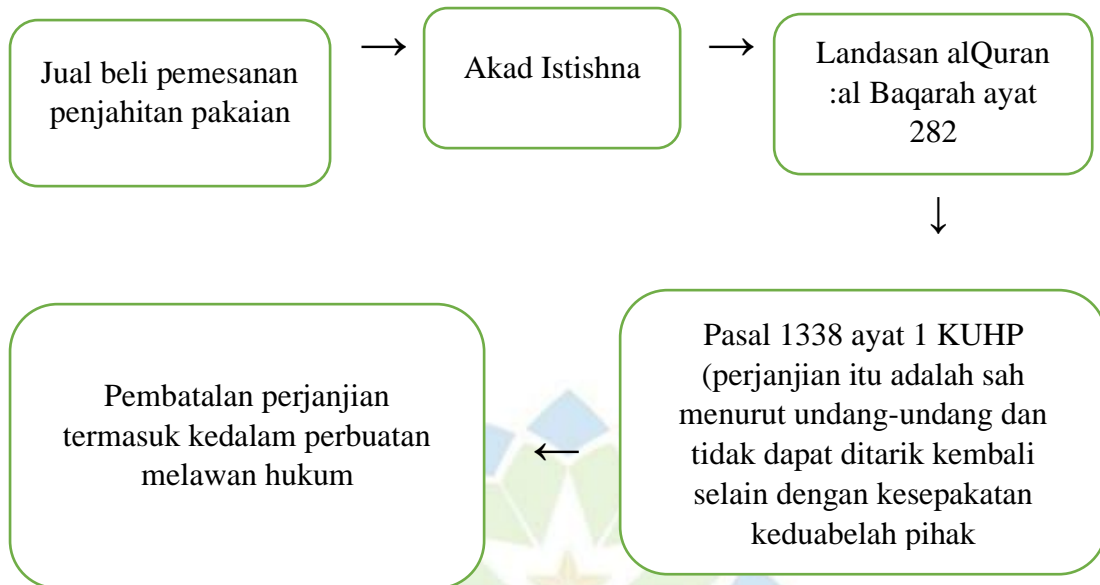 Jual beli pemesanan
penjahitan pakaian
→
Akad Istishna
→
Landasan alQuran
:al Baqarah ayat
282
↓
Pasal 1338 ayat 1 KUHP
(perjanjian itu adalah sah
menurut undang-undang dan
tidak dapat ditarik kembali
selain dengan kesepakatan
keduabelah pihak
←
Pembatalan perjanjian
termasuk kedalam perbuatan
melawan hukum